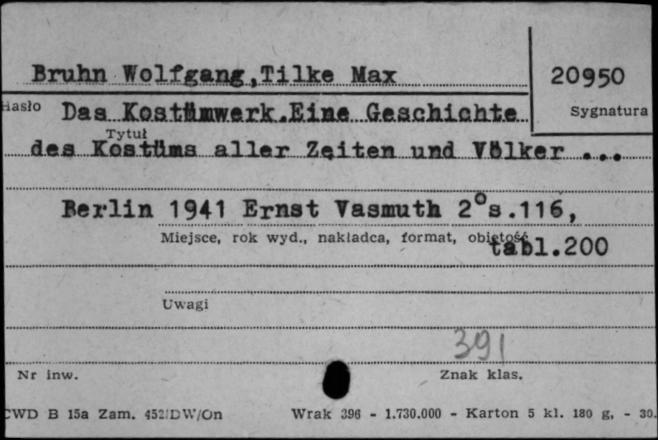 Bruhn Wolfgang,Tilke Max
20950
Hasło
Das Kostümwerk.Eine Geschichte
Sygnatura
Tytuł
des Kostüms aller Zeiten und Völker ...
Berlin 1941 Ernst Vasmuth 2°s.116,
Miejsce, rok wyd., nakładca, format, objętość
tabl.200
Uwagi
391
Nr inw.
Znak klas.
CWD B 15a Zam. 452/DW/On Wrak 396 - 1.730.000 - Karton 5 kl. 180 g. - 30.